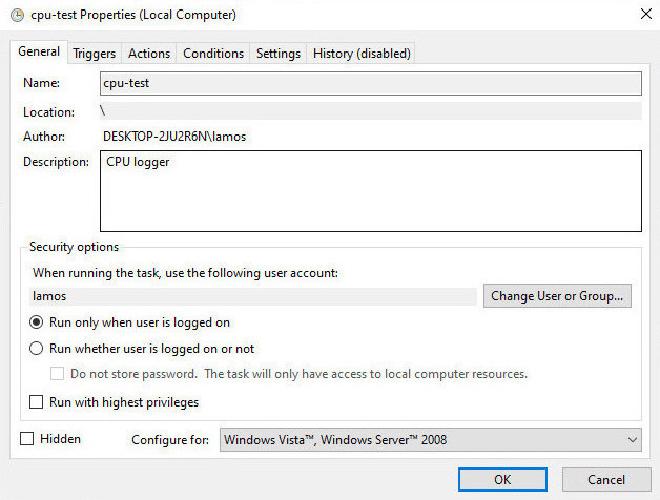 cpu-test Properties (Local Computer)
General Triggers Actions Conditions Settings History (disabled)
Name: cpu-test
Location: \
Author: DESKTOP-2JU2R6N\lamos
Description: CPU logger
Security options
When running the task, use the following user account:
lamos Change User or Group...
Run only when user is logged on
Run whether user is logged on or not
Do not store password. The task will only have access to local computer resources.
Run with highest privileges
Hidden Configure for: Windows Vista™, Windows Server™ 2008
OK Cancel